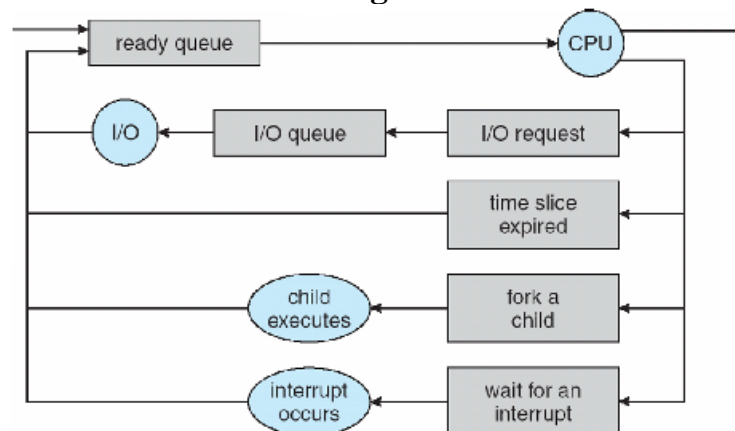 ready queue
CPU
I/O
I/O queue
I/O request
time slice
expired
child
executes
fork a
child
interrupt
occurs
wait for an
interrupt